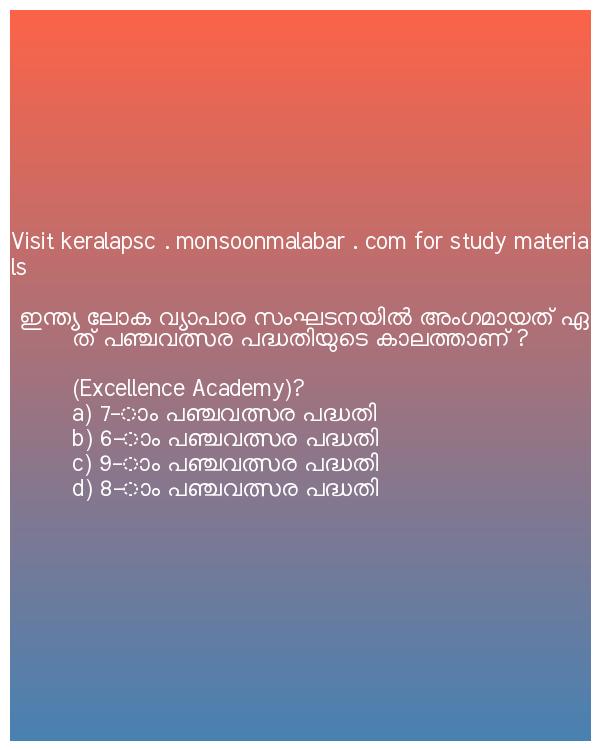 Visit keralapsc . monsoonmalabar . com for study materia
ls
ഇന്ത്യ ലോക വ്യാപാര സംഘടനയിൽ അംഗമായത് ഏ
ത് പഞ്ചവത്സര പദ്ധതിയുടെ കാലത്താണ് ?
(Excellence Academy)?
a) 7-ാം പഞ്ചവത്സര പദ്ധതി
b) 6-ാം പഞ്ചവത്സര പദ്ധതി
c) 9-ാം പഞ്ചവത്സര പദ്ധതി
d) 8-ാം പഞ്ചവത്സര പദ്ധതി